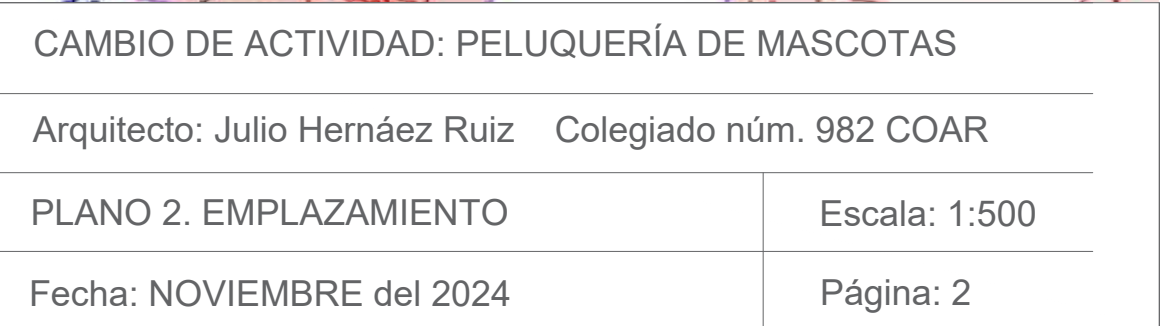 CAMBIO DE ACTIVIDAD: PELUQUERÍA DE MASCOTAS
Arquitecto: Julio Hernáez Ruiz Colegiado núm. 982 COAR
PLANO 2. EMPLAZAMIENTO
Escala: 1:500
Fecha: NOVIEMBRE del 2024
Página: 2